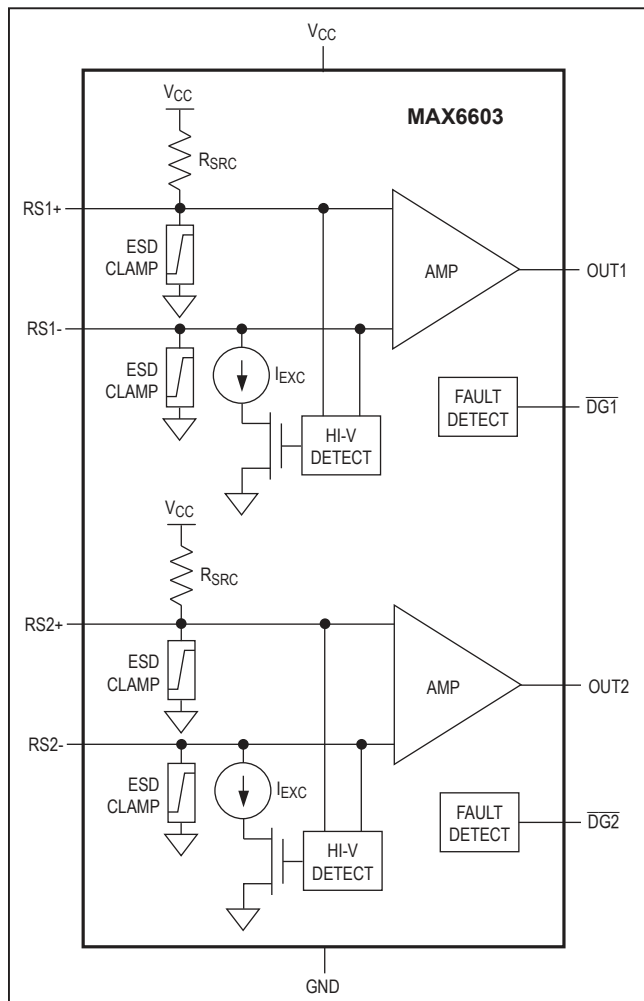 VCC
MAX6603
VCC
RSRC
RS1+
ESD
CLAMP
AMP
OUT1
RS1-
ESD
CLAMP
IEXC
HI-V
DETECT
FAULT
DETECT
DG1
VCC
RSRC
RS2+
ESD
CLAMP
AMP
OUT2
RS2-
ESD
CLAMP
IEXC
HI-V
DETECT
FAULT
DETECT
DG2
GND